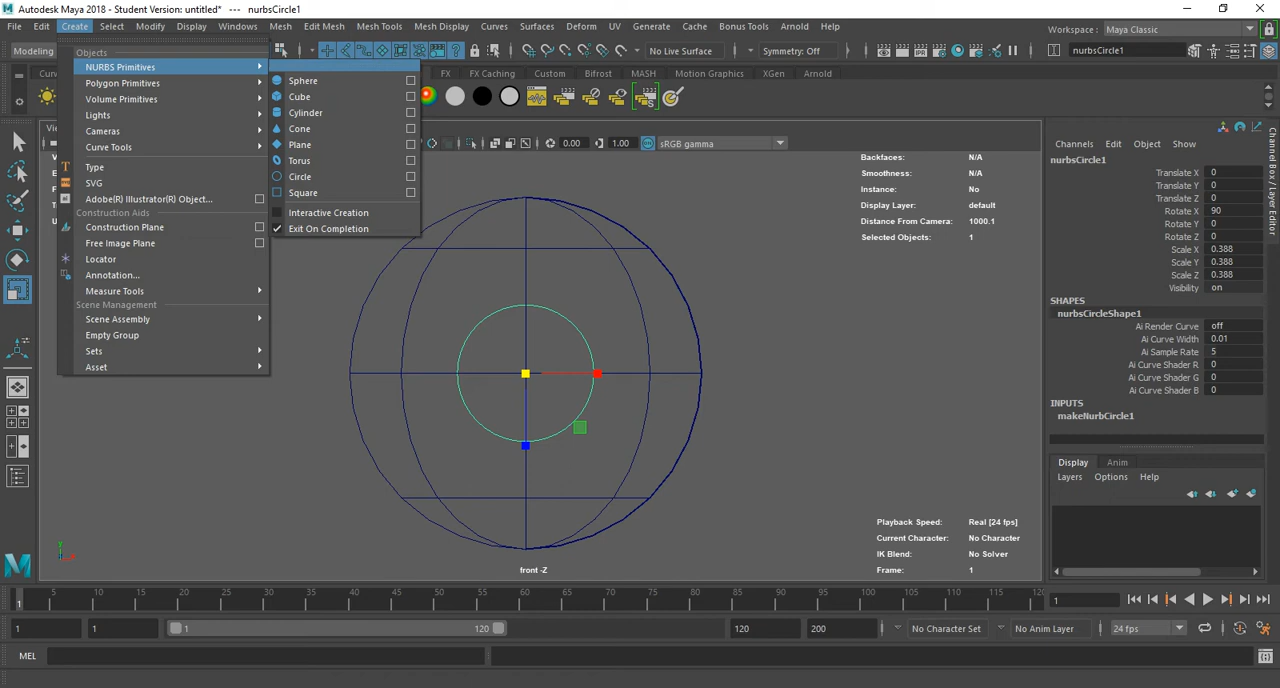 Autodesk Maya 2018 - Student Version: untitled* --- nurbsCircle1
File Edit Create Select Modify Display Windows Mesh Edit Mesh Mesh Tools Mesh Display Curves Surfaces Deform UV Generate Cache Bonus Tools Arnold
Workspace : Maya Classic
Modeling
No Live Surface
Symmetry: Off
nurbsCircle1
FX FX Caching Custom Bifrost MASH Motion Graphics XGen Arnold
0.00 1.00 sRGB gamma
Objects
NURBS Primitives
Polygon Primitives
Volume Primitives
Lights
Cameras
Curve Tools
Type
SVG
Adobe(R) Illustrator(R) Object...
Construction Aids
Construction Plane
Free Image Plane
Locator
Annotation...
Measure Tools
Scene Management
Scene Assembly
Empty Group
Sets
Asset
Sphere
Cube
Cylinder
Cone
Plane
Torus
Circle
Square
Interactive Creation
Exit On Completion
Backfaces: N/A
Smoothness: N/A
Instance: No
Display Layer: default
Distance From Camera: 1000.1
Selected Objects: 1
Playback Speed: Real [24 fps]
Current Character: No Character
IK Blend: No Solver
Frame: 1
front -Z
Channels Edit Object Show
nurbsCircle1
Translate X 0
Translate Y 0
Translate Z 0
Rotate X 90
Rotate Y 0
Rotate Z 0
Scale X 0.388
Scale Y 0.388
Scale Z 0.388
Visibility on
SHAPES
nurbsCircleShape1
Ai Render Curve off
Ai Curve Width 0.01
Ai Sample Rate 5
Ai Curve Shader R 0
Ai Curve Shader G 0
Ai Curve Shader B 0
INPUTS
makeNurbCircle1
Display Anim
Layers Options Help
Channel Box / Layer Editor
1 5 10 15 20 25 30 35 40 45 50 55 60 65 70 75 80 85 90 95 100 105 110 115 120
1
1 1 1 120 120 200 No Character Set No Anim Layer 24 fps
MEL